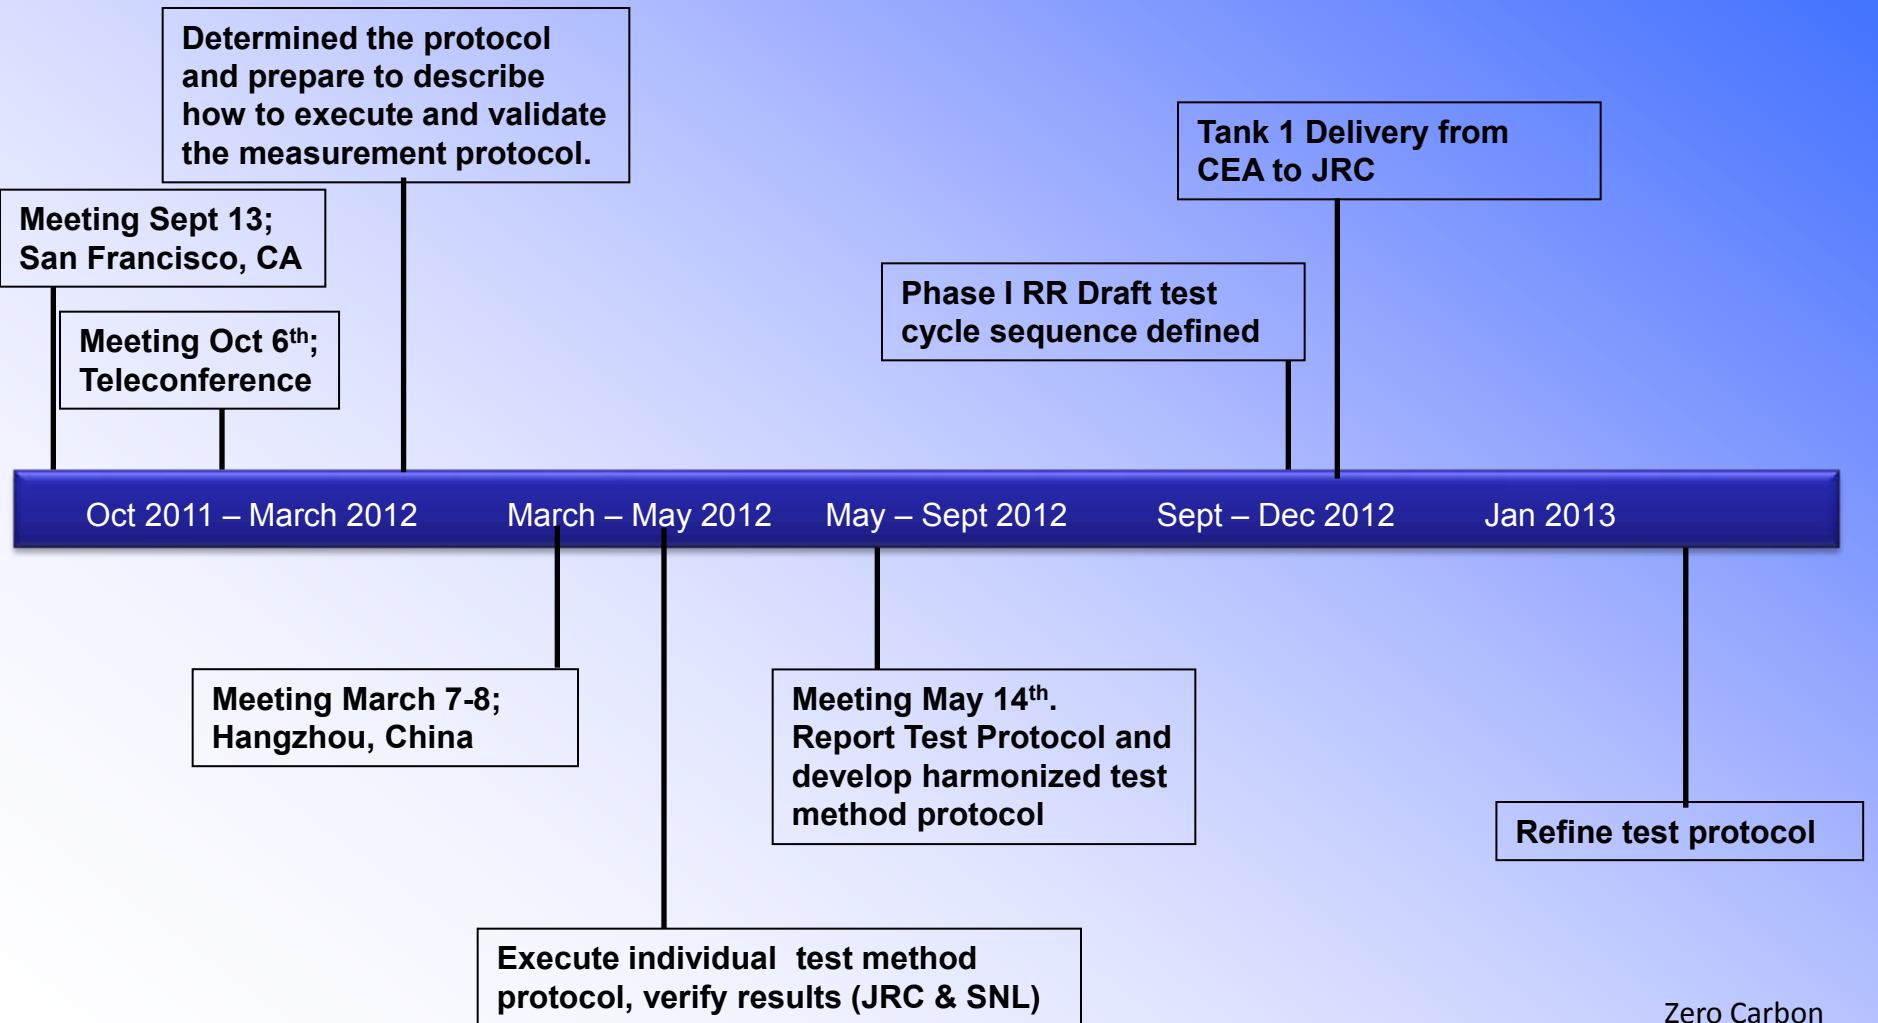 Determined the protocol
and prepare to describe
how to execute and validate
the measurement protocol.
Meeting Sept 13;
San Francisco, CA
Meeting Oct 6th;
Teleconference
Tank 1 Delivery from
CEA to JRC
Phase I RR Draft test
cycle sequence defined
Oct 2011 – March 2012
March – May 2012
May – Sept 2012
Sept – Dec 2012
Jan 2013
Meeting March 7-8;
Hangzhou, China
Meeting May 14th.
Report Test Protocol and
develop harmonized test
method protocol
Refine test protocol
Execute individual  test method
protocol, verify results (JRC & SNL)
Zero Carbon